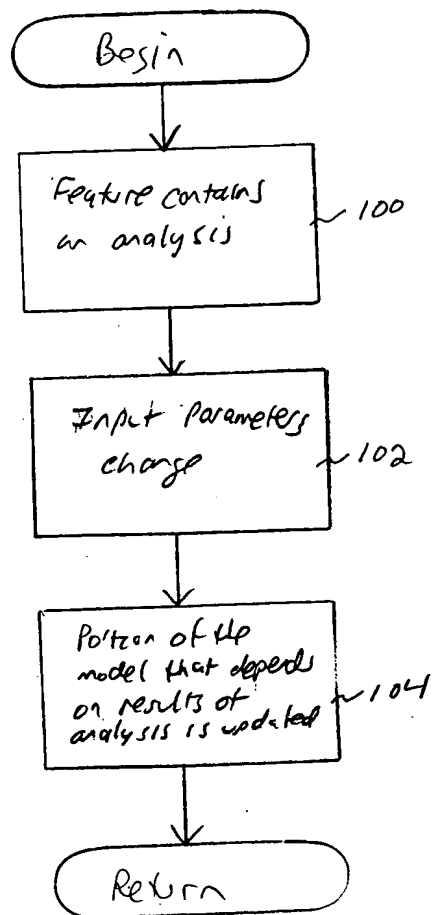 Begin
Feature contains
an analysis
100
Input parameters
change
102
Portion of the
model that depends
on results of
analysis is updated
104
Return